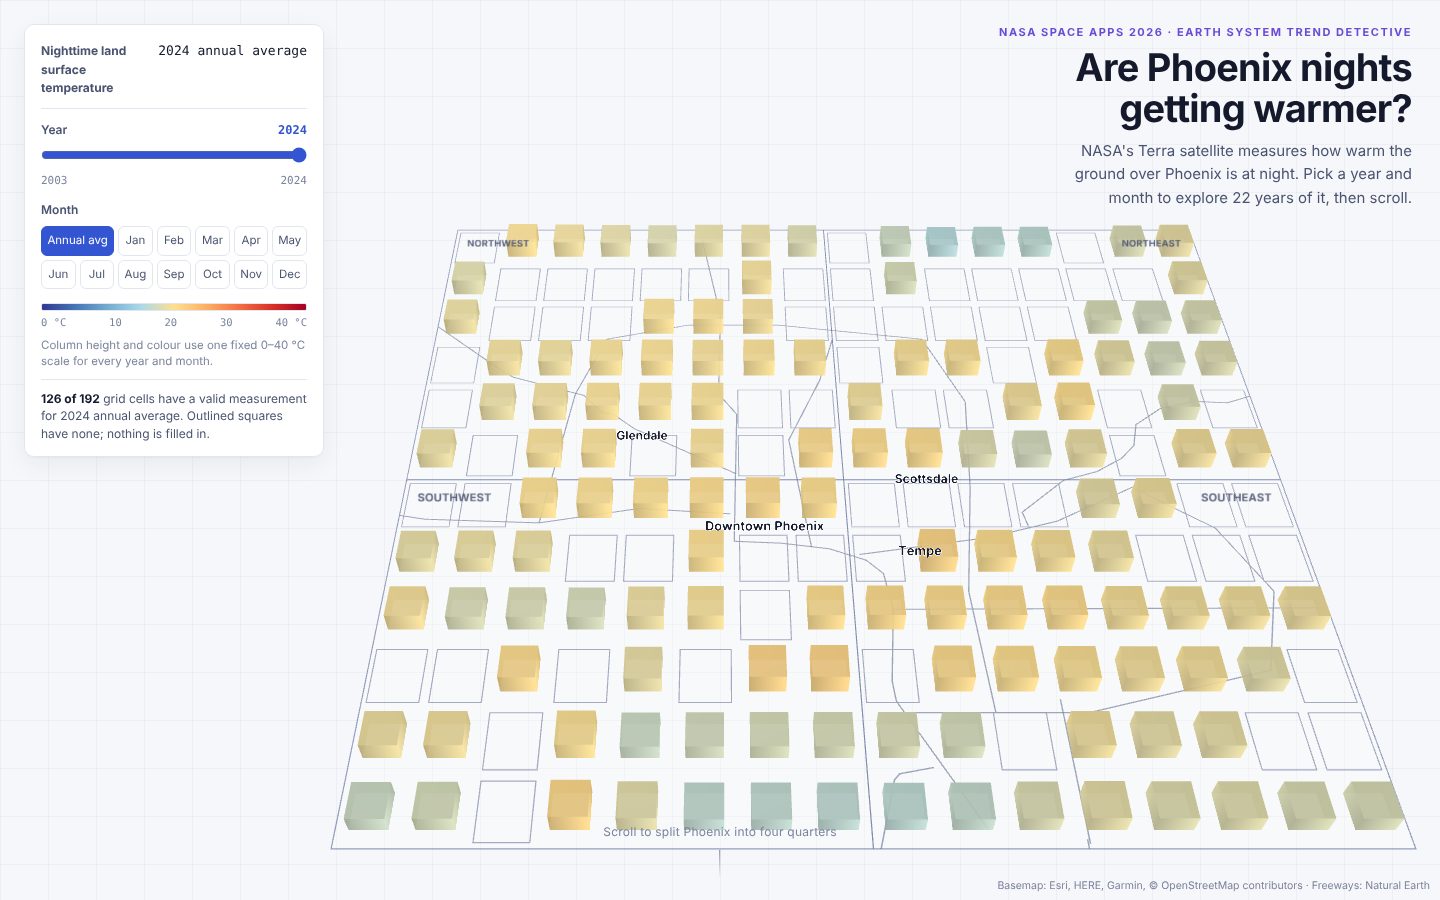 Nighttime land
surface
temperature
2024 annual average
Year
2024
2003
2024
Month
Annual avg
Jan
Feb
Mar
Apr
May
Jun
Jul
Aug
Sep
Oct
Nov
Dec
0 °C
10
20
30
40 °C
Column height and colour use one fixed 0–40 °C
scale for every year and month.
126 of 192 grid cells have a valid measurement
for 2024 annual average. Outlined squares
have none; nothing is filled in.
NASA SPACE APPS 2026 · EARTH SYSTEM TREND DETECTIVE
Are Phoenix nights
getting warmer?
NASA's Terra satellite measures how warm the
ground over Phoenix is at night. Pick a year and
month to explore 22 years of it, then scroll.
NORTHWEST
NORTHEAST
Glendale
Scottsdale
SOUTHWEST
SOUTHEAST
Downtown Phoenix
Tempe
Scroll to split Phoenix into four quarters
Basemap: Esri, HERE, Garmin, © OpenStreetMap contributors · Freeways: Natural Earth